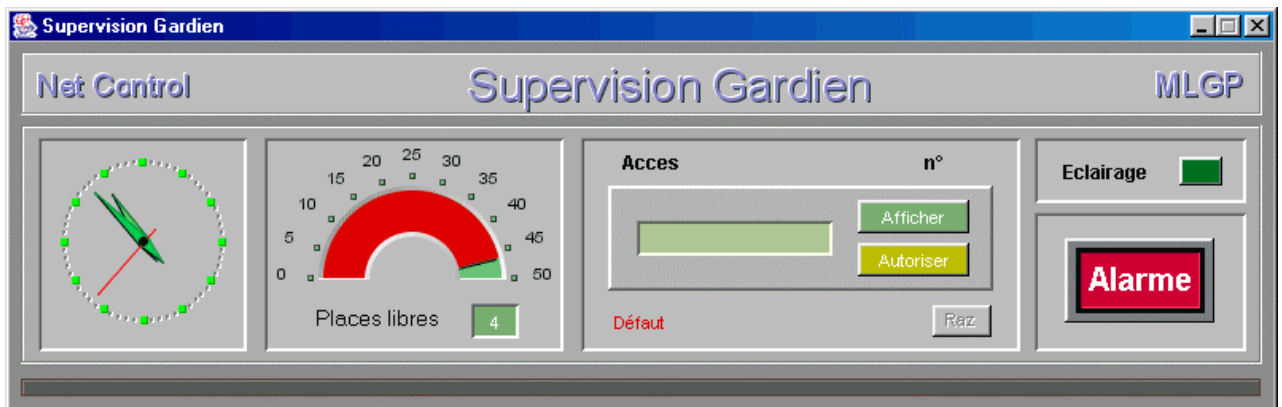 Supervision Gardien
Net Control Supervision Gardien MLGP
0 5 10 15 20 25 30 35 40 45 50
Places libres 4
Acces n°
Afficher
Autoriser
Défaut Raz
Eclairage
Alarme